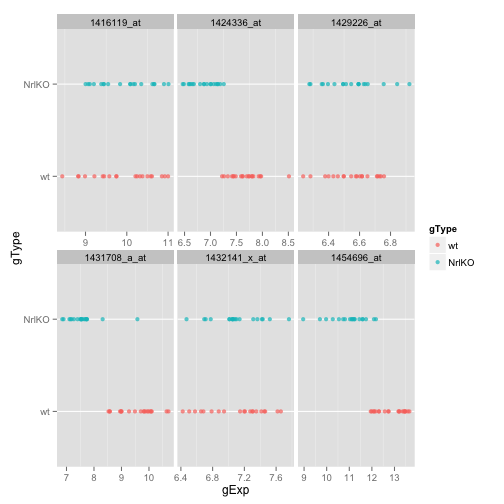 1416119_at 1424336_at 1429226_at
NrlKO
wt
9 10 11 6.5 7.0 7.5 8.0 8.5 6.4 6.6 6.8
gType
gType
wt
NrlKO
1431708_a_at 1432141_x_at 1454696_at
NrlKO
wt
7 8 9 10 6.4 6.8 7.2 7.6 9 10 11 12 13
gExp